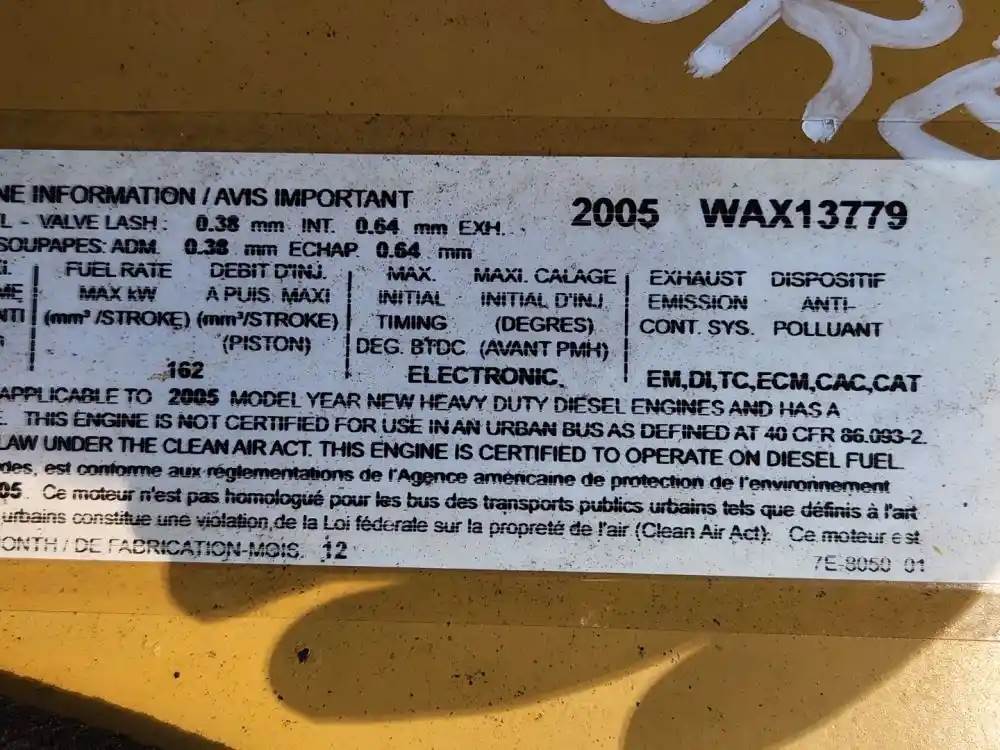 NE INFORMATION / AVIS IMPORTANT
2005 WAX13779
L - VALVE LASH: 0.38 mm INT. 0.64 mm EXH.
SOUPAPES: ADM. 0.38 mm ECHAP. 0.64 mm
FUEL RATE DEBIT D'INJ. MAX. MAXI. CALAGE EXHAUST DISPOSITIF
MAX kW A PUIS. MAXI INITIAL INITIAL D'INJ. EMISSION ANTI-
(mm³/STROKE) (mm³/STROKE) TIMING (DEGRES) CONT. SYS. POLLUANT
(PISTON) DEG. BTDC (AVANT PMH)
162 ELECTRONIC. EM,DI,TC,ECM,CAC,CAT
APPLICABLE TO 2005 MODEL YEAR NEW HEAVY DUTY DIESEL ENGINES AND HAS A
THIS ENGINE IS NOT CERTIFIED FOR USE IN AN URBAN BUS AS DEFINED AT 40 CFR 86.093-2.
LAW UNDER THE CLEAN AIR ACT. THIS ENGINE IS CERTIFIED TO OPERATE ON DIESEL FUEL.
des, est conforme aux réglementations de l'Agence américaine de protection de l'environnement
05. Ce moteur n'est pas homologué pour les bus des transports publics urbains tels que définis à l'art
urbains constitue une violation de la Loi fédérale sur la propreté de l'air (Clean Air Act). Ce moteur est
ONTH / DE FABRICATION-MOIS. 12
7E-8050 01